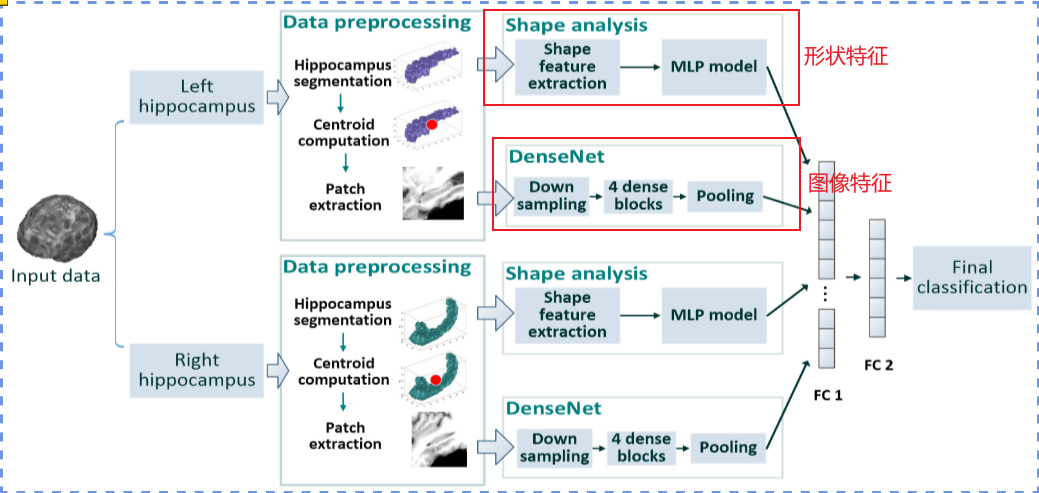 Input data
Left
hippocampus
Data preprocessing
Hippocampus
segmentation
Centroid
computation
Patch
extraction
Shape analysis
Shape
feature
extraction
MLP model
形状特征
DenseNet
Down
sampling
4 dense
blocks
Pooling
图像特征
Right
hippocampus
Data preprocessing
Hippocampus
segmentation
Centroid
computation
Patch
extraction
Shape analysis
Shape
feature
extraction
MLP model
DenseNet
Down
sampling
4 dense
blocks
Pooling
FC 1
FC 2
Final
classification